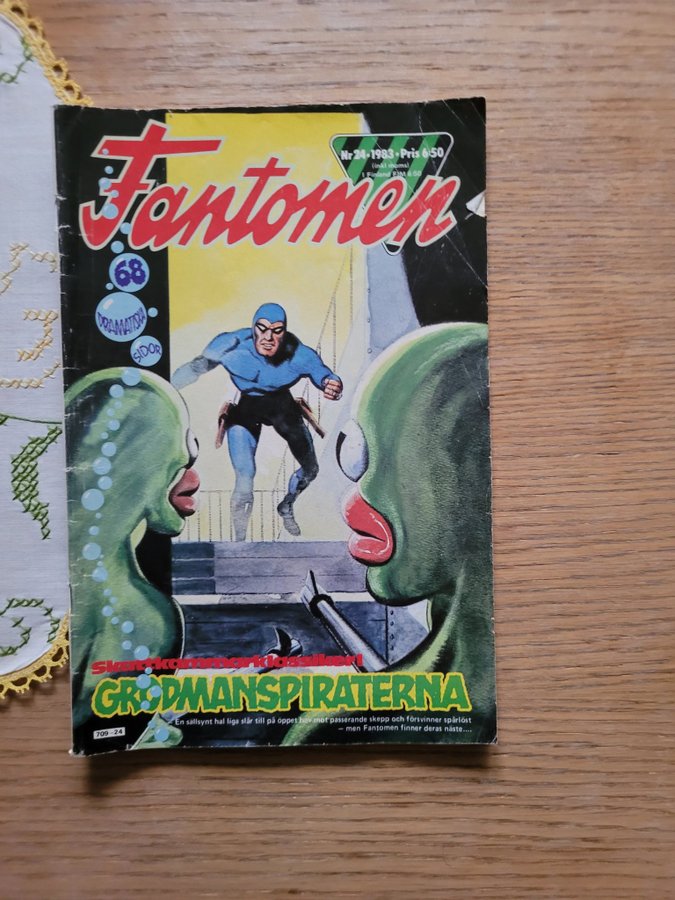 Fantomen
Nr 24 • 1983 • Pris 6:50
(inkl moms)
I Finland FIM 6:50
68
DRAMATISKA
SIDOR
Skattkammarklassiker!
GRODMANSPIRATERNA
– En sällsynt hal liga slår till på öppet hav mot passerande skepp och försvinner spårlöst
– men Fantomen finner deras näste....
709-24